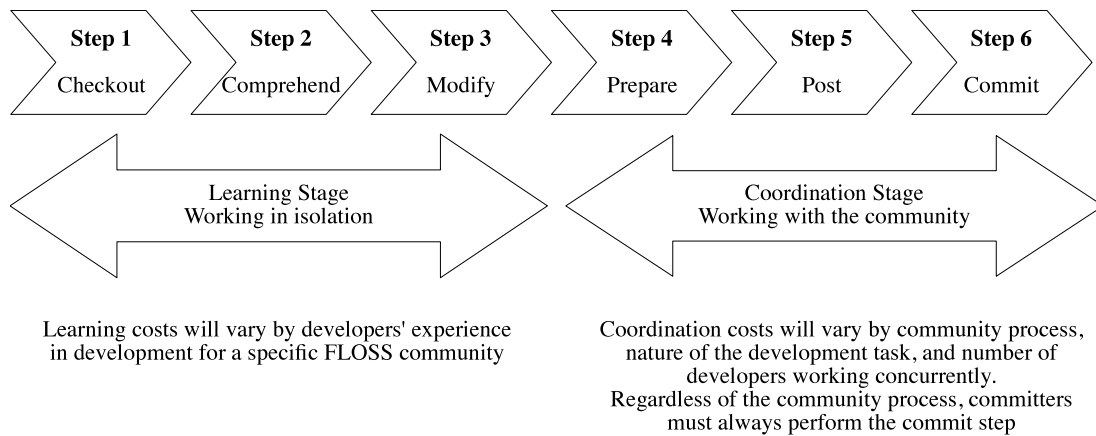 Step 1
Checkout
Step 2
Comprehend
Step 3
Modify
Step 4
Prepare
Step 5
Post
Step 6
Commit
Learning Stage
Working in isolation
Coordination Stage
Working with the community
Learning costs will vary by developers' experience
in development for a specific FLOSS community
Coordination costs will vary by community process,
nature of the development task, and number of
developers working concurrently.
Regardless of the community process, committers
must always perform the commit step